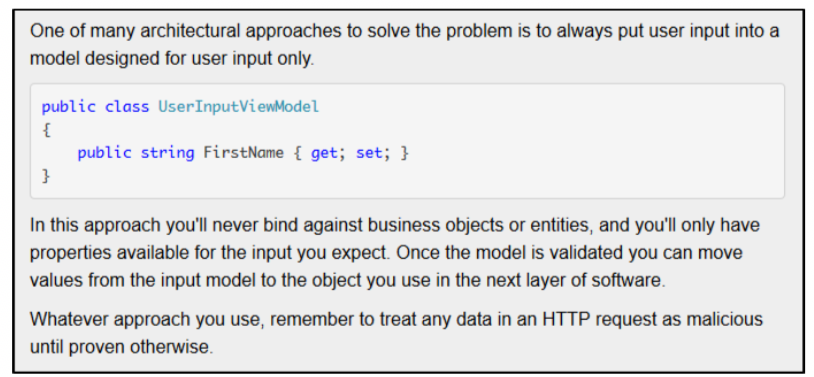 One of many architectural approaches to solve the problem is to always put user input into a
model designed for user input only.
public class UserInputViewModel
{
    public string FirstName { get; set; }
}
In this approach you'll never bind against business objects or entities, and you'll only have
properties available for the input you expect. Once the model is validated you can move
values from the input model to the object you use in the next layer of software.
Whatever approach you use, remember to treat any data in an HTTP request as malicious
until proven otherwise.